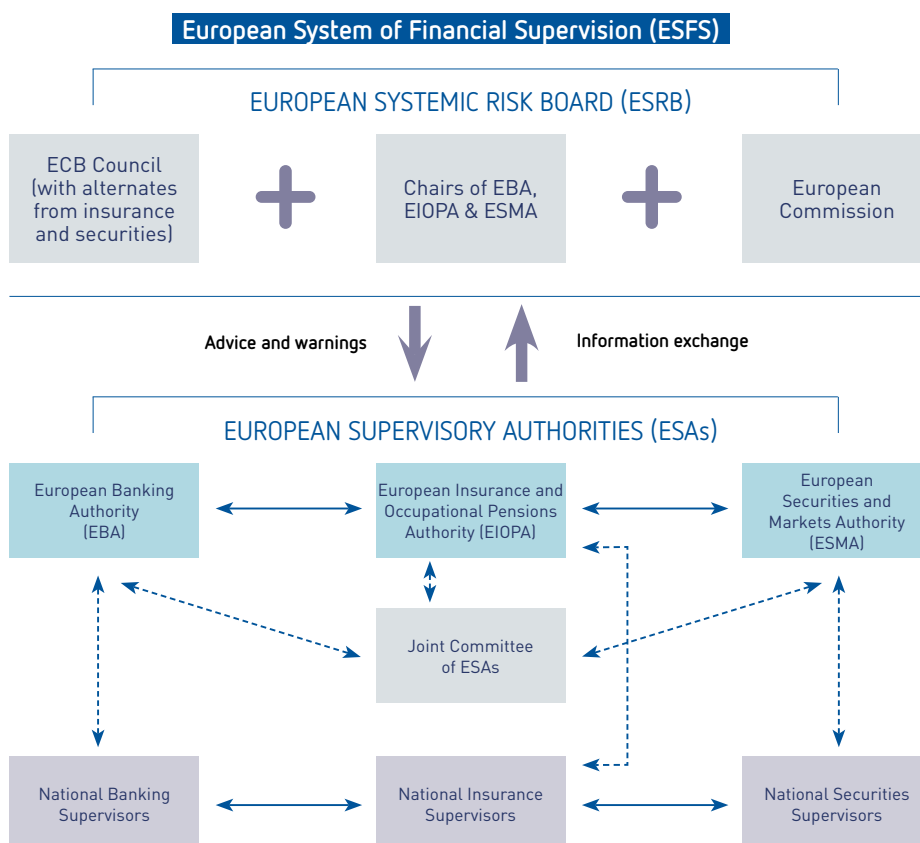 European System of Financial Supervision (ESFS)
EUROPEAN SYSTEMIC RISK BOARD (ESRB)
ECB Council
(with alternates
from insurance
and securities)
Chairs of EBA,
EIOPA & ESMA
European
Commission
Advice and warnings
Information exchange
EUROPEAN SUPERVISORY AUTHORITIES (ESAs)
European Banking
Authority
(EBA)
European Insurance and
Occupational Pensions
Authority (EIOPA)
European
Securities and
Markets Authority
(ESMA)
Joint Committee
of ESAs
National Banking
Supervisors
National Insurance
Supervisors
National Securities
Supervisors